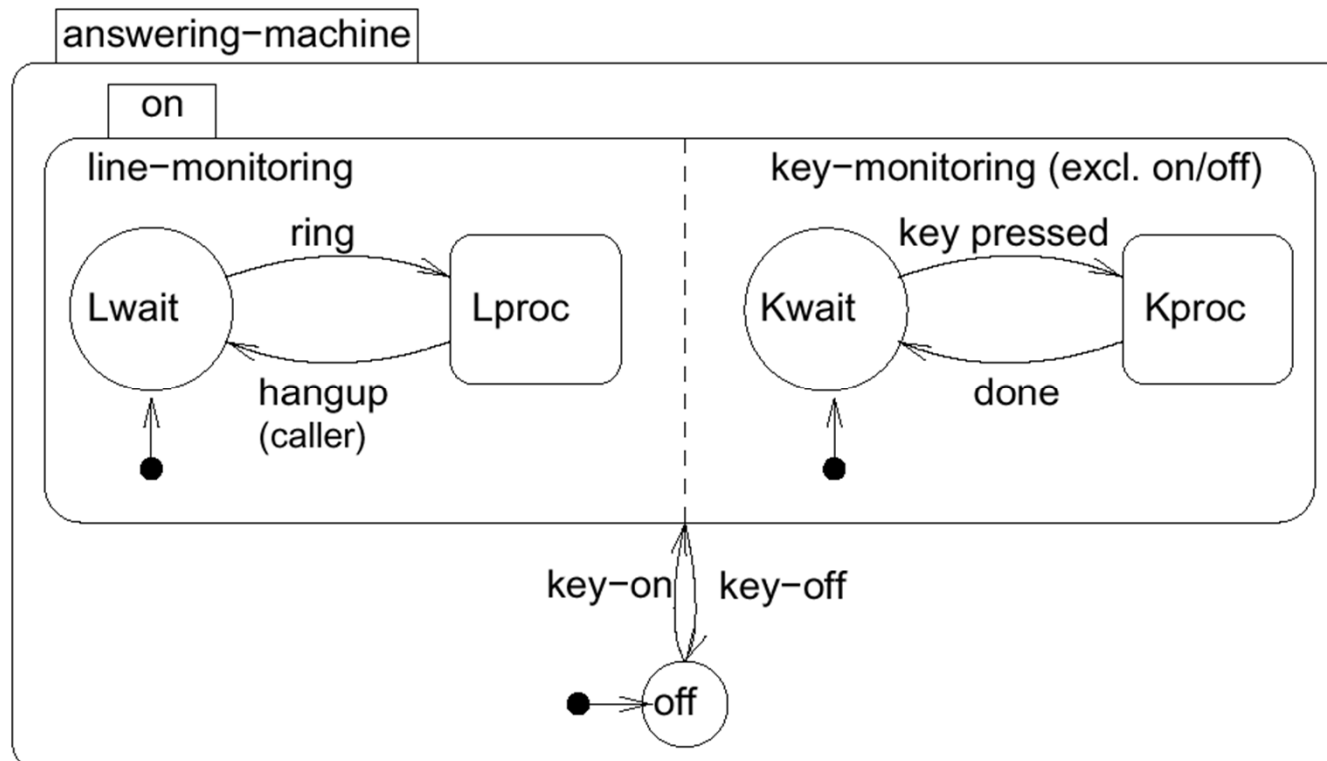 answering−machine
on
line−monitoring
key−monitoring (excl. on/off)
ring
key pressed
Lwait
Lproc
Kwait
Kproc
hangup
(caller)
done
key−on
key−off
off